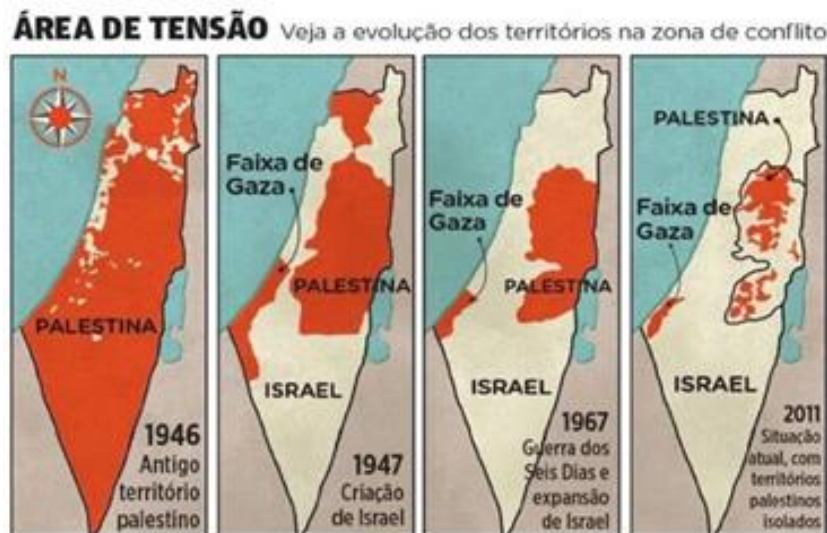 ÁREA DE TENSÃO Veja a evolução dos territórios na zona de conflito
N
PALESTINA
1946
Antigo
território
palestino
Faixa de
Gaza
PALESTINA
ISRAEL
1947
Criação
de Israel
Faixa de
Gaza
PALESTINA
ISRAEL
1967
Guerra dos
Seis Dias e
expansão
de Israel
PALESTINA
Faixa de
Gaza
ISRAEL
2011
Situação
atual, com
territórios
palestinos
isolados